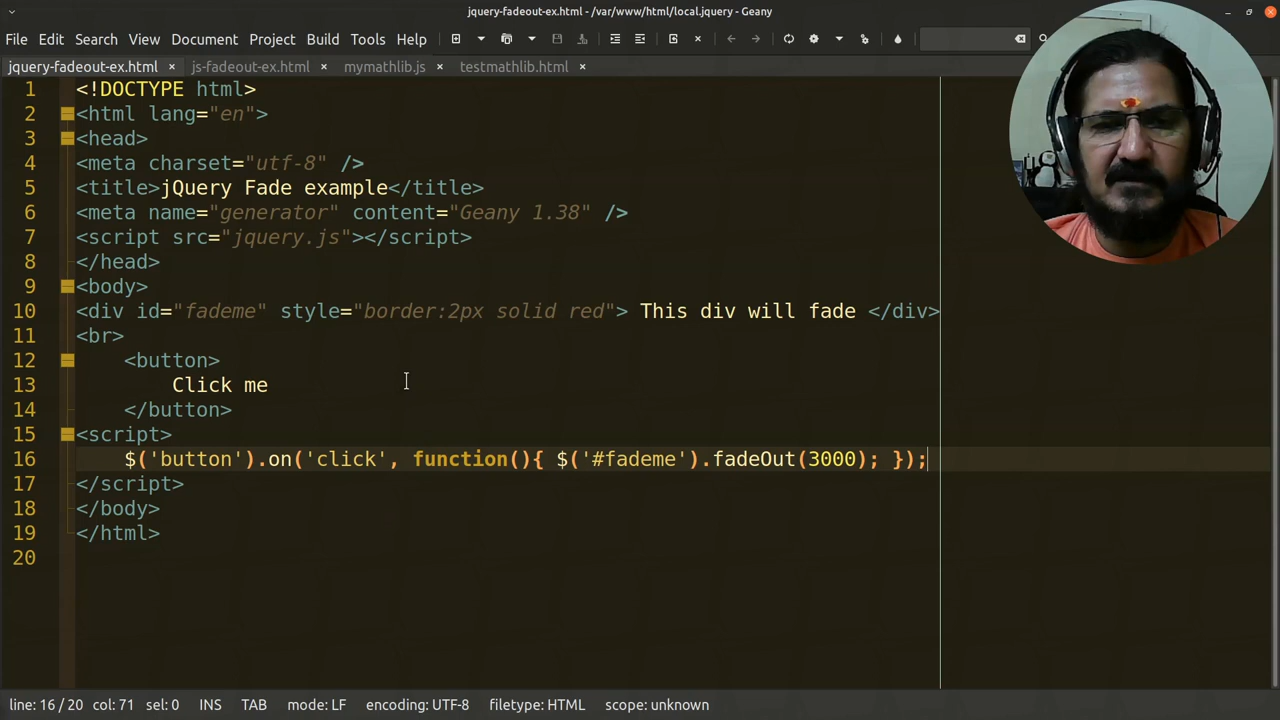 jquery-fadeout-ex.html - /var/www/html/local.jquery - Geany
File Edit Search View Document Project Build Tools Help
jquery-fadeout-ex.html × js-fadeout-ex.html × mymathlib.js × testmathlib.html ×
1 <!DOCTYPE html>
2 <html lang="en">
3 <head>
4 <meta charset="utf-8" />
5 <title>jQuery Fade example</title>
6 <meta name="generator" content="Geany 1.38" />
7 <script src="jquery.js"></script>
8 </head>
9 <body>
10 <div id="fademe" style="border:2px solid red"> This div will fade </div>
11 <br>
12 <button>
13 Click me
14 </button>
15 <script>
16 $('button').on('click', function(){ $('#fademe').fadeOut(3000); });
17 </script>
18 </body>
19 </html>
20
line: 16 / 20 col: 71 sel: 0 INS TAB mode: LF encoding: UTF-8 filetype: HTML scope: unknown